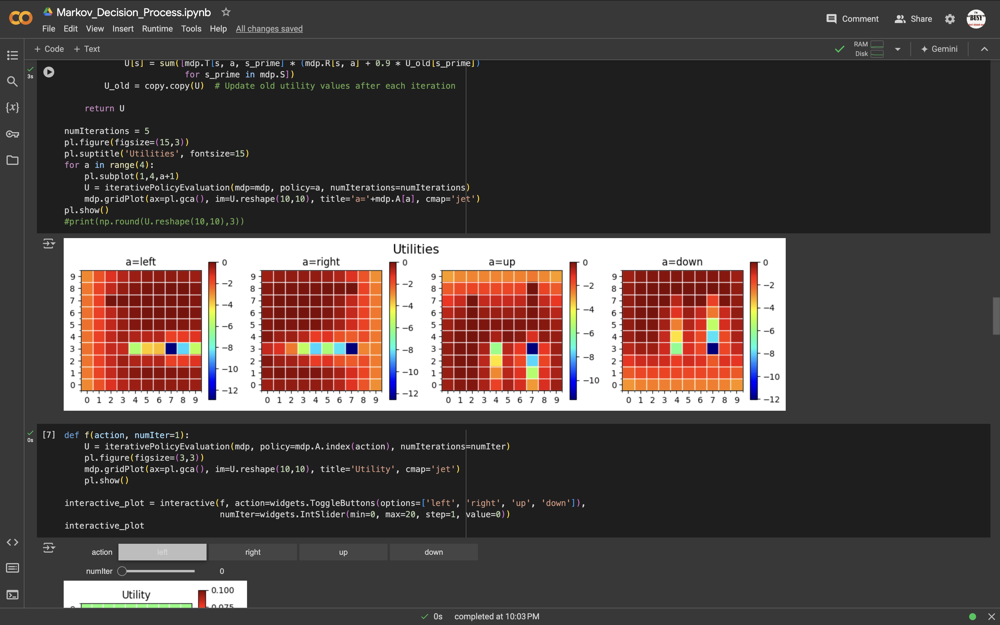 Markov_Decision_Process.ipynb
File Edit View Insert Runtime Tools Help All changes saved
Comment Share
I'm
"BUSY"
don't disturb me
+ Code + Text
RAM
Disk
Gemini
3s
U[s] = sum([mdp.T[s, a, s_prime] * (mdp.R[s, a] + 0.9 * U_old[s_prime])
for s_prime in mdp.S])
U_old = copy.copy(U)  # Update old utility values after each iteration
return U
numIterations = 5
pl.figure(figsize=(15,3))
pl.suptitle('Utilities', fontsize=15)
for a in range(4):
pl.subplot(1,4,a+1)
U = iterativePolicyEvaluation(mdp=mdp, policy=a, numIterations=numIterations)
mdp.gridPlot(ax=pl.gca(), im=U.reshape(10,10), title='a='+mdp.A[a], cmap='jet')
pl.show()
#print(np.round(U.reshape(10,10),3))
Utilities
a=left
9
8
7
6
5
4
3
2
1
0
0 1 2 3 4 5 6 7 8 9
0
−2
−4
−6
−8
−10
−12
a=right
9
8
7
6
5
4
3
2
1
0
0 1 2 3 4 5 6 7 8 9
0
−2
−4
−6
−8
−10
−12
a=up
9
8
7
6
5
4
3
2
1
0
0 1 2 3 4 5 6 7 8 9
0
−2
−4
−6
−8
−10
a=down
9
8
7
6
5
4
3
2
1
0
0 1 2 3 4 5 6 7 8 9
0
−2
−4
−6
−8
−10
−12
0s
[7] def f(action, numIter=1):
U = iterativePolicyEvaluation(mdp, policy=mdp.A.index(action), numIterations=numIter)
pl.figure(figsize=(3,3))
mdp.gridPlot(ax=pl.gca(), im=U.reshape(10,10), title='Utility', cmap='jet')
pl.show()
interactive_plot = interactive(f, action=widgets.ToggleButtons(options=['left', 'right', 'up', 'down']),
numIter=widgets.IntSlider(min=0, max=20, step=1, value=0))
interactive_plot
action left right up down
numIter 0
Utility
0.100
0.075
0s completed at 10:03 PM